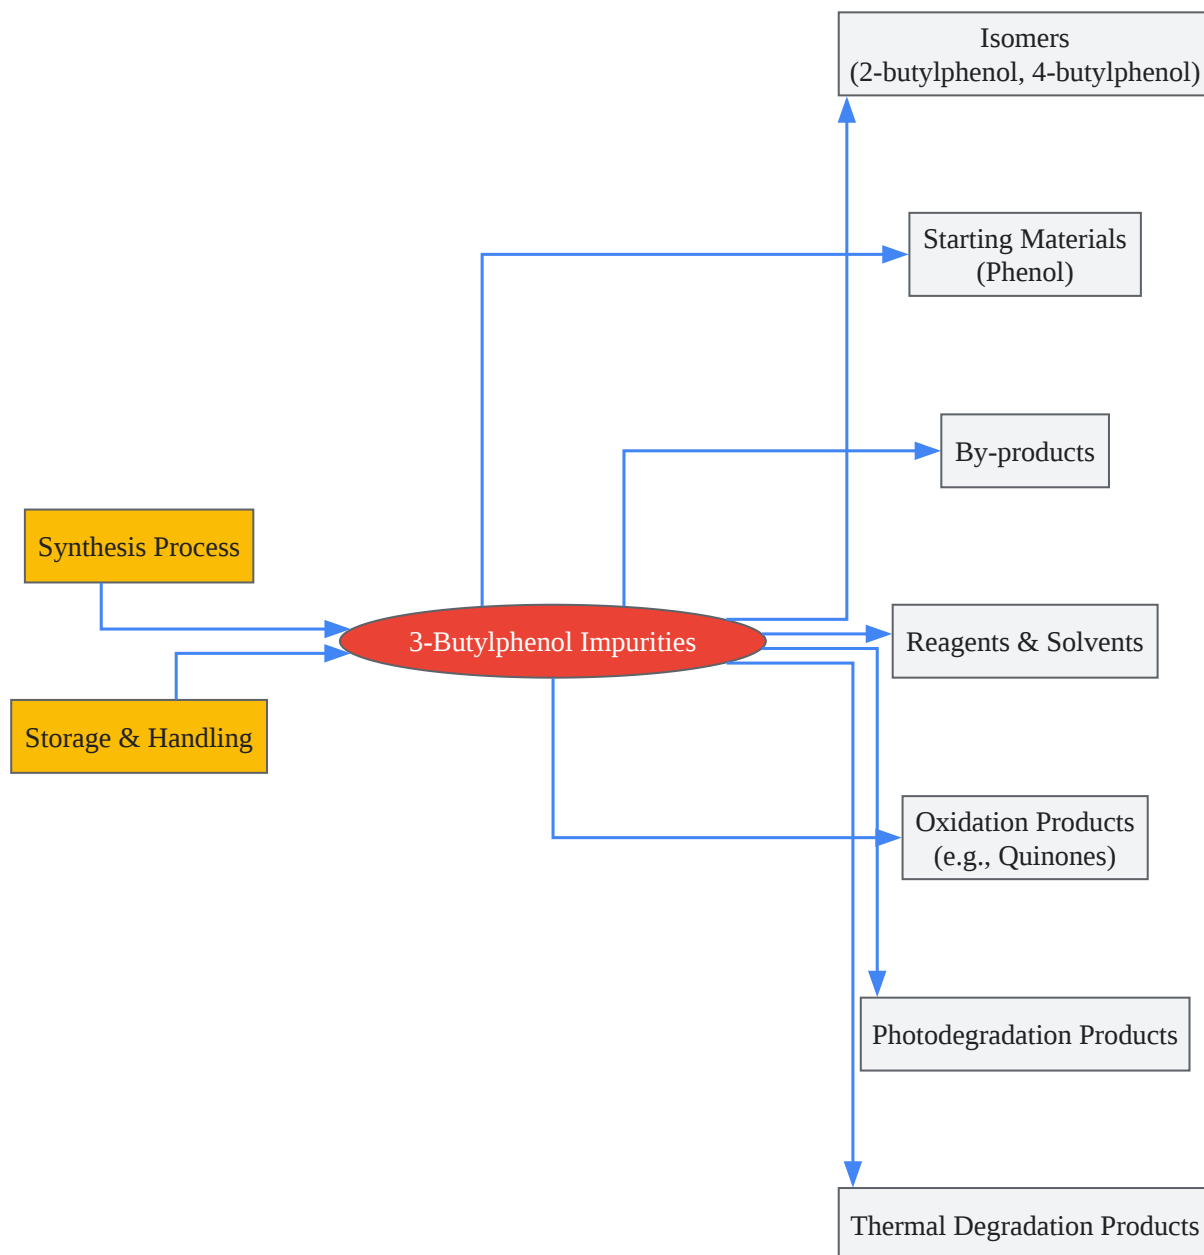 Isomers
(2-butylphenol, 4-butylphenol)
Starting Materials
(Phenol)
By-products
Synthesis Process
3-Butylphenol Impurities
Reagents & Solvents
Storage & Handling
Oxidation Products
(e.g., Quinones)
Photodegradation Products
Thermal Degradation Products